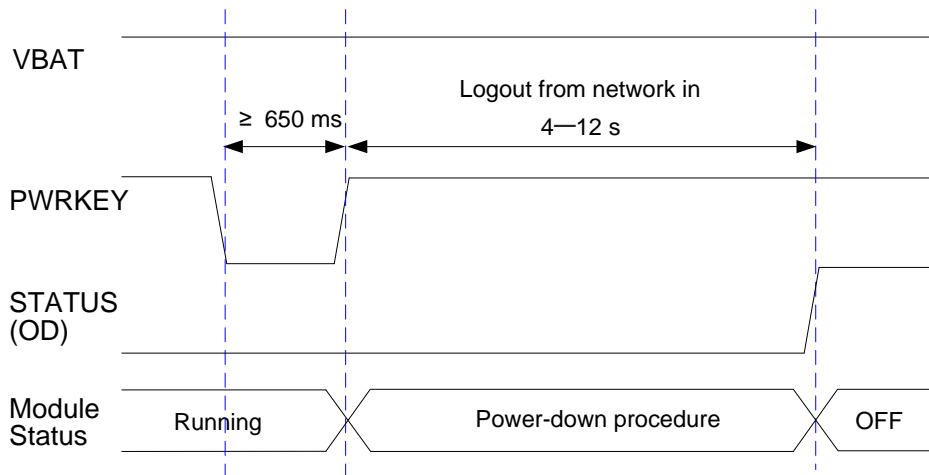 VBAT
Logout from network in
4—12 s
≥ 650 ms
PWRKEY
STATUS
(OD)
Module
Status
Running
Power-down procedure
OFF